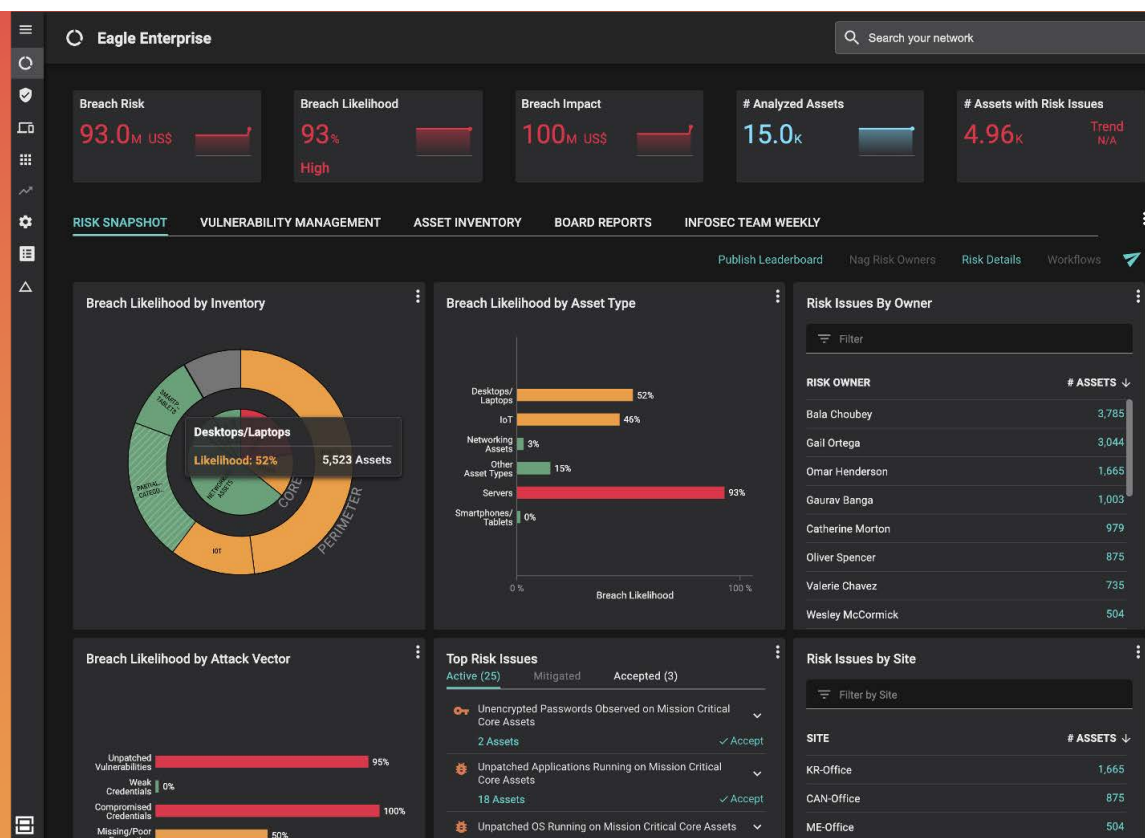 Eagle Enterprise
Search your network
Breach Risk
93.0M US$
Breach Likelihood
93%
High
Breach Impact
100M US$
# Analyzed Assets
15.0K
# Assets with Risk Issues
4.96K
Trend
N/A
RISK SNAPSHOT
VULNERABILITY MANAGEMENT
ASSET INVENTORY
BOARD REPORTS
INFOSEC TEAM WEEKLY
Publish Leaderboard
Nag Risk Owners
Risk Details
Workflows
Breach Likelihood by Inventory
SMARTP...
TABLETS
PARTIAL...
CATEGO...
IOT
NETWORK...
ASSETS
CORE
PERIMETER
Desktops/Laptops
Likelihood: 52%
5,523 Assets
Breach Likelihood by Asset Type
Desktops/
Laptops
52%
IoT
46%
Networking
Assets
3%
Other
Asset Types
15%
Servers
93%
Smartphones/
Tablets
0%
0 %
100 %
Breach Likelihood
Risk Issues By Owner
Filter
RISK OWNER
# ASSETS
Bala Choubey
3,785
Gail Ortega
3,044
Omar Henderson
1,665
Gaurav Banga
1,003
Catherine Morton
979
Oliver Spencer
875
Valerie Chavez
735
Wesley McCormick
504
Breach Likelihood by Attack Vector
Unpatched
Vulnerabilities
95%
Weak
Credentials
0%
Compromised
Credentials
100%
Missing/Poor
50%
Top Risk Issues
Active (25)
Mitigated
Accepted (3)
Unencrypted Passwords Observed on Mission Critical
Core Assets
2 Assets
Accept
Unpatched Applications Running on Mission Critical
Core Assets
18 Assets
Accept
Unpatched OS Running on Mission Critical Core Assets
Risk Issues by Site
Filter by Site
SITE
# ASSETS
KR-Office
1,665
CAN-Office
875
ME-Office
504